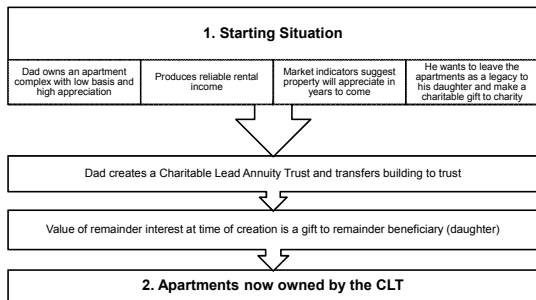 1. Starting Situation
Dad owns an apartment
complex with low basis and
high appreciation
Produces reliable rental
income
Market indicators suggest
property will appreciate in
years to come
He wants to leave the
apartments as a legacy to
his daughter and make a
charitable gift to charity
Dad creates a Charitable Lead Annuity Trust and transfers building to trust
Value of remainder interest at time of creation is a gift to remainder beneficiary (daughter)
2. Apartments now owned by the CLT